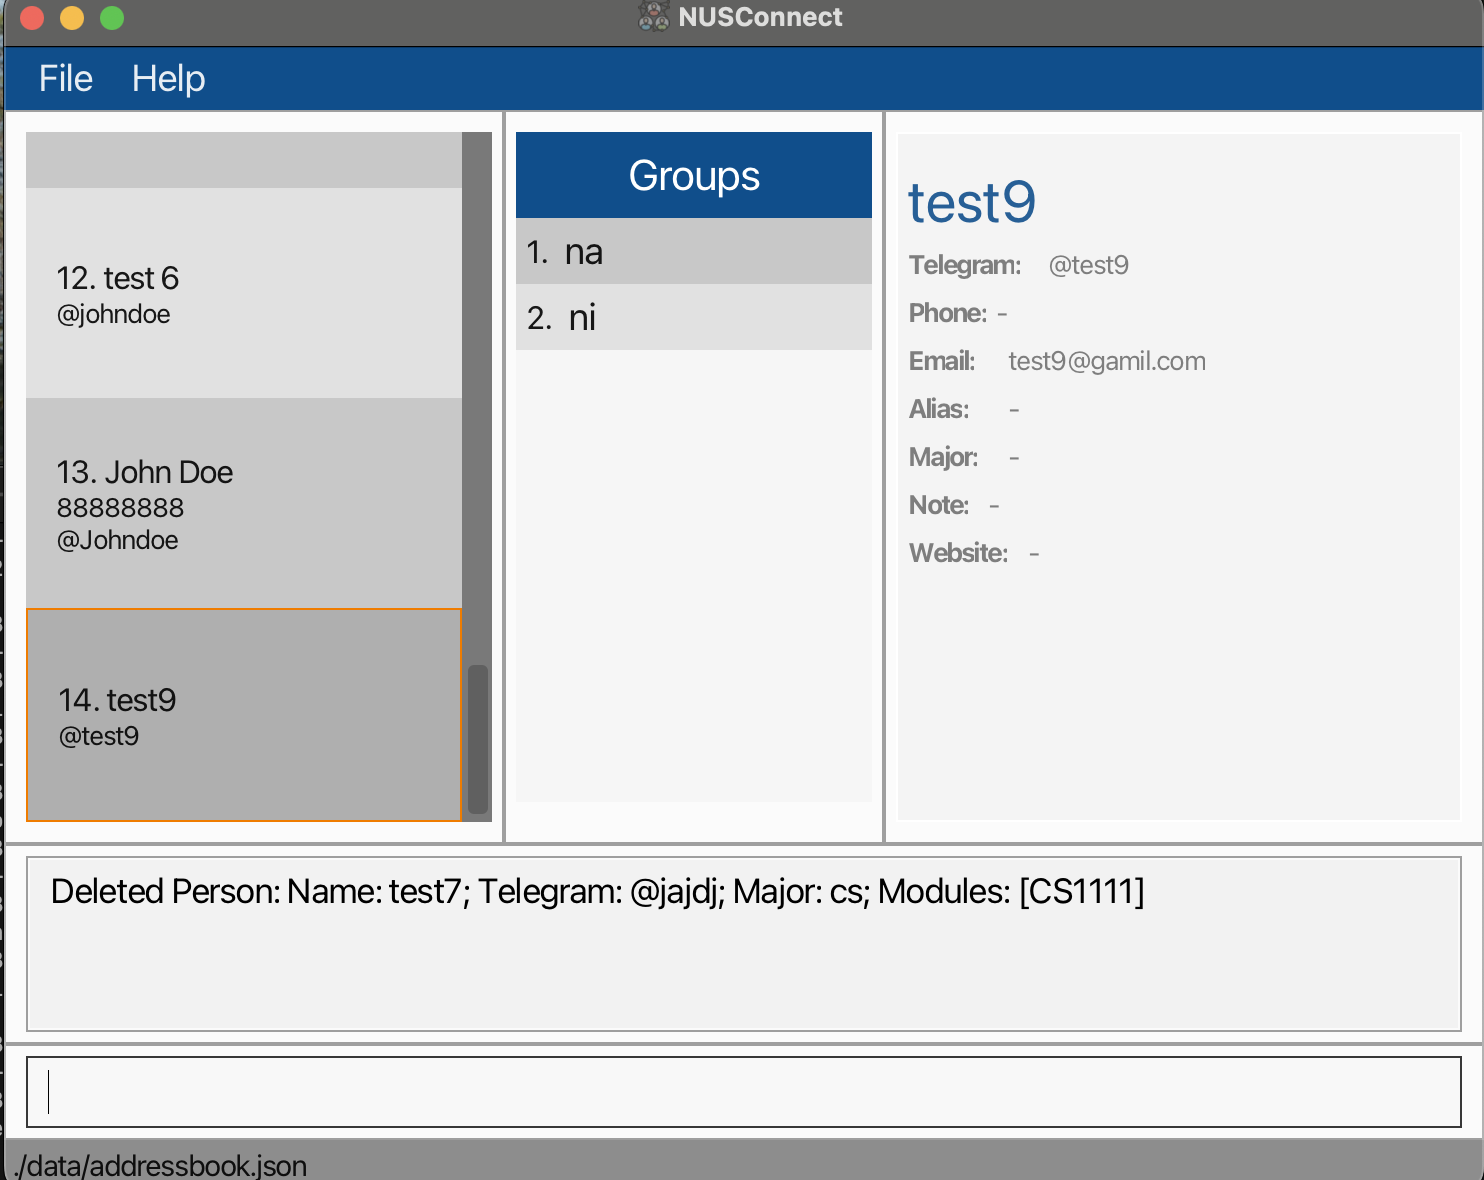 NUSConnect
File Help
12. test 6
@johndoe
13. John Doe
88888888
@Johndoe
14. test9
@test9
Groups
1. na
2. ni
test9
Telegram: @test9
Phone: -
Email: test9@gamil.com
Alias: -
Major: -
Note: -
Website: -
Deleted Person: Name: test7; Telegram: @jajdj; Major: cs; Modules: [CS1111]
./data/addressbook.json